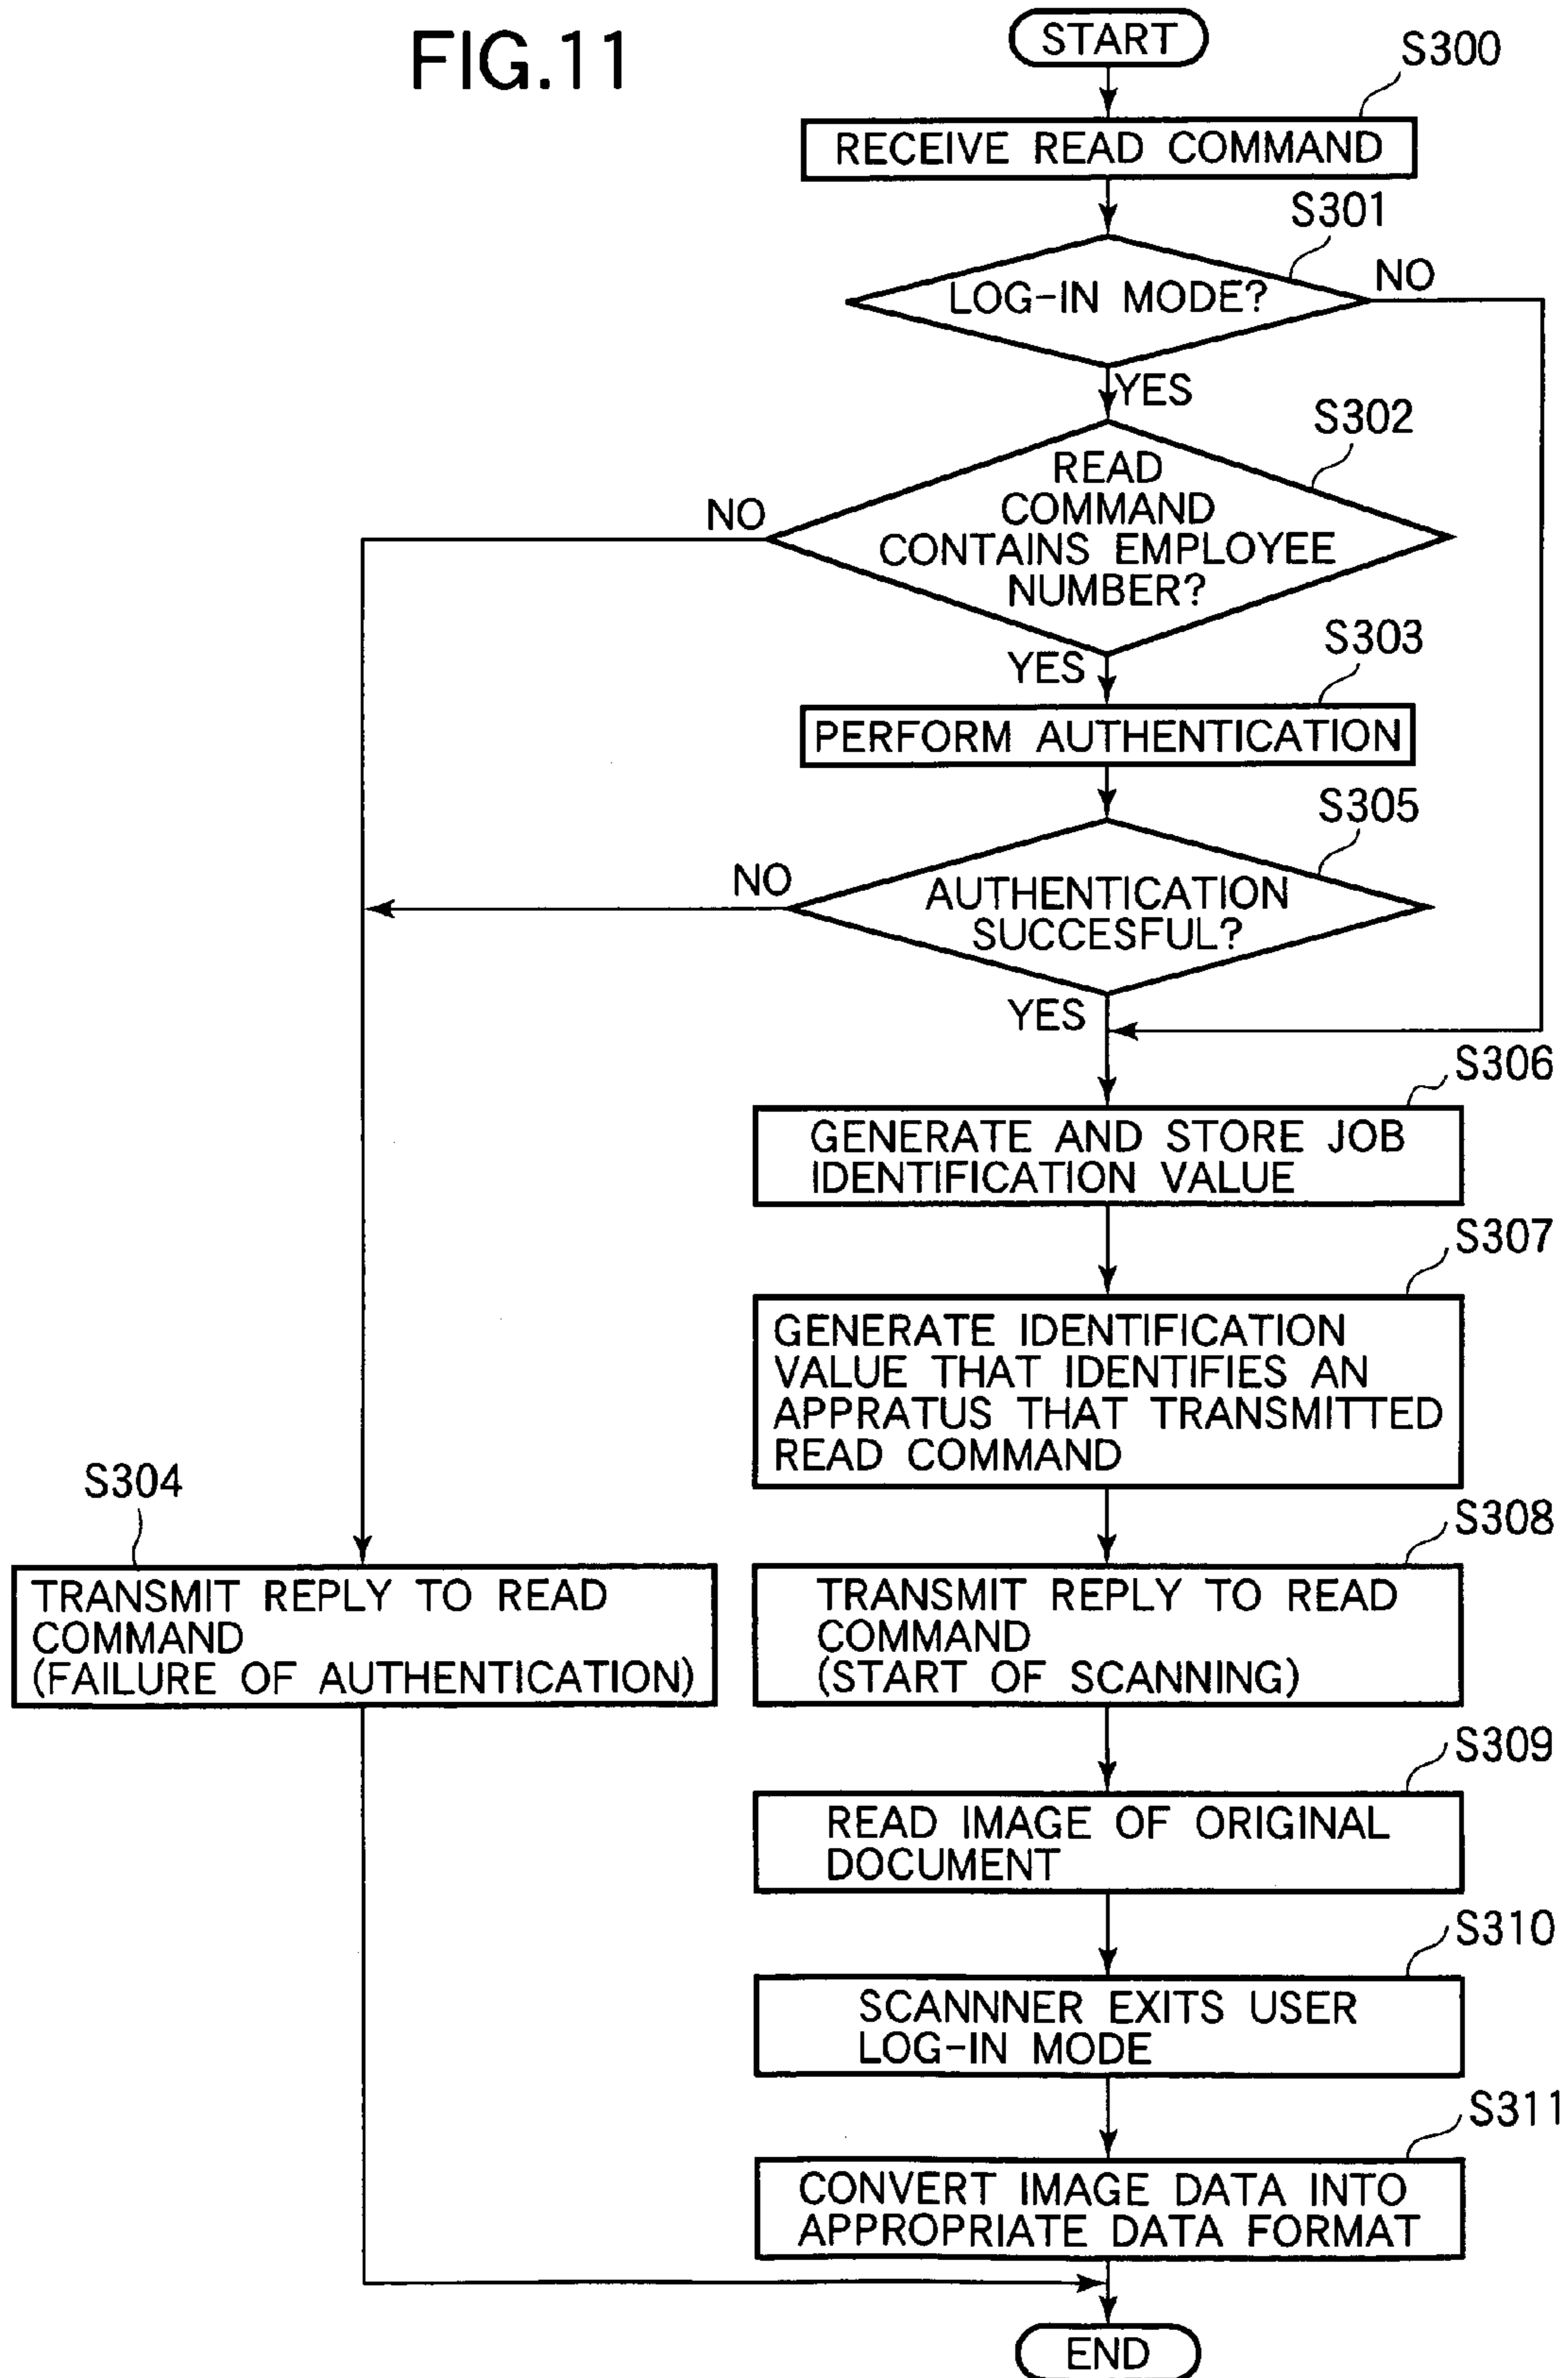 FIG.11
START
S300
RECEIVE READ COMMAND
S301
LOG-IN MODE?
NO
YES
S302
READ
COMMAND
CONTAINS EMPLOYEE
NUMBER?
NO
YES
S303
PERFORM AUTHENTICATION
S305
AUTHENTICATION
SUCCESFUL?
NO
YES
S306
GENERATE AND STORE JOB
IDENTIFICATION VALUE
S307
GENERATE IDENTIFICATION
VALUE THAT IDENTIFIES AN
APPRATUS THAT TRANSMITTED
READ COMMAND
S304
TRANSMIT REPLY TO READ
COMMAND
(FAILURE OF AUTHENTICATION)
S308
TRANSMIT REPLY TO READ
COMMAND
(START OF SCANNING)
S309
READ IMAGE OF ORIGINAL
DOCUMENT
S310
SCANNNER EXITS USER
LOG-IN MODE
S311
CONVERT IMAGE DATA INTO
APPROPRIATE DATA FORMAT
END